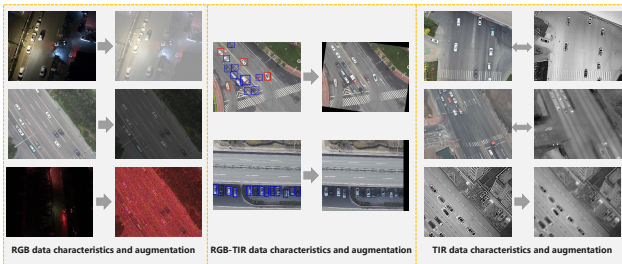 RGB data characteristics and augmentation
RGB-TIR data characteristics and augmentation
TIR data characteristics and augmentation